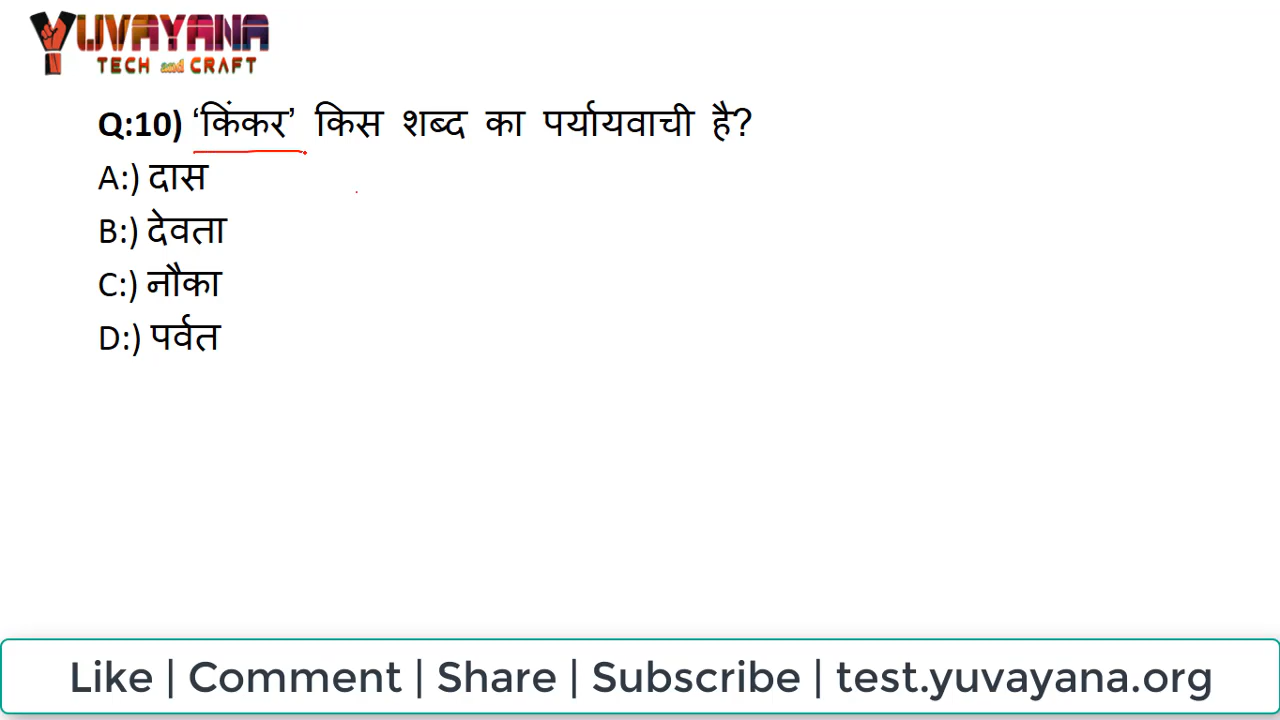 YUVAYANA
TECH and CRAFT
Q:10) ‘किंकर’ किस शब्द का पर्यायवाची है?
A:) दास
B:) देवता
C:) नौका
D:) पर्वत
Like | Comment | Share | Subscribe | test.yuvayana.org